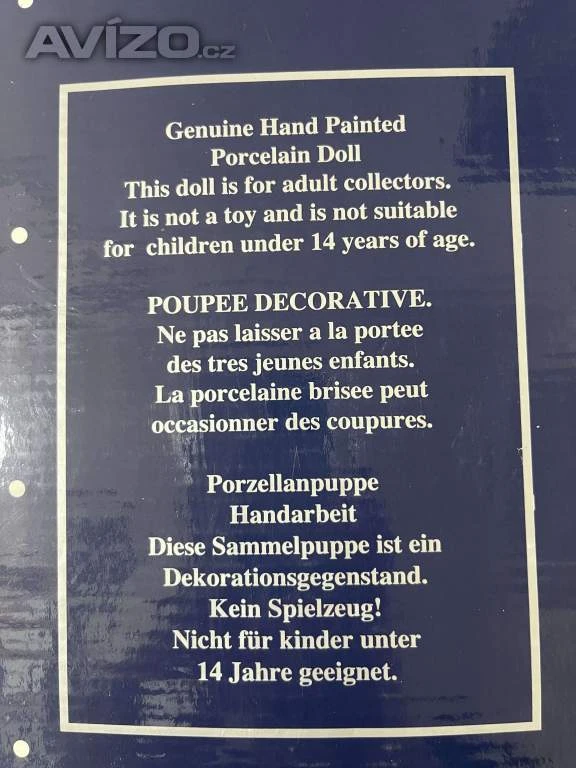 AVÍZO.cz
Genuine Hand Painted
Porcelain Doll
This doll is for adult collectors.
It is not a toy and is not suitable
for children under 14 years of age.
POUPEE DECORATIVE.
Ne pas laisser a la portee
des tres jeunes enfants.
La porcelaine brisee peut
occasionner des coupures.
Porzellanpuppe
Handarbeit
Diese Sammelpuppe ist ein
Dekorationsgegenstand.
Kein Spielzeug!
Nicht für kinder unter
14 Jahre geeignet.